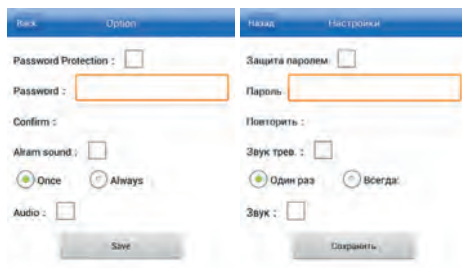 Back Option
Password Protection :
Password :
Confirm :
Alram sound :
Once Always
Audio :
Save
Назад Настройки
Защита паролем
Пароль
Повторить :
Звук трев. :
Один раз Всегда:
Звук :
Сохранить